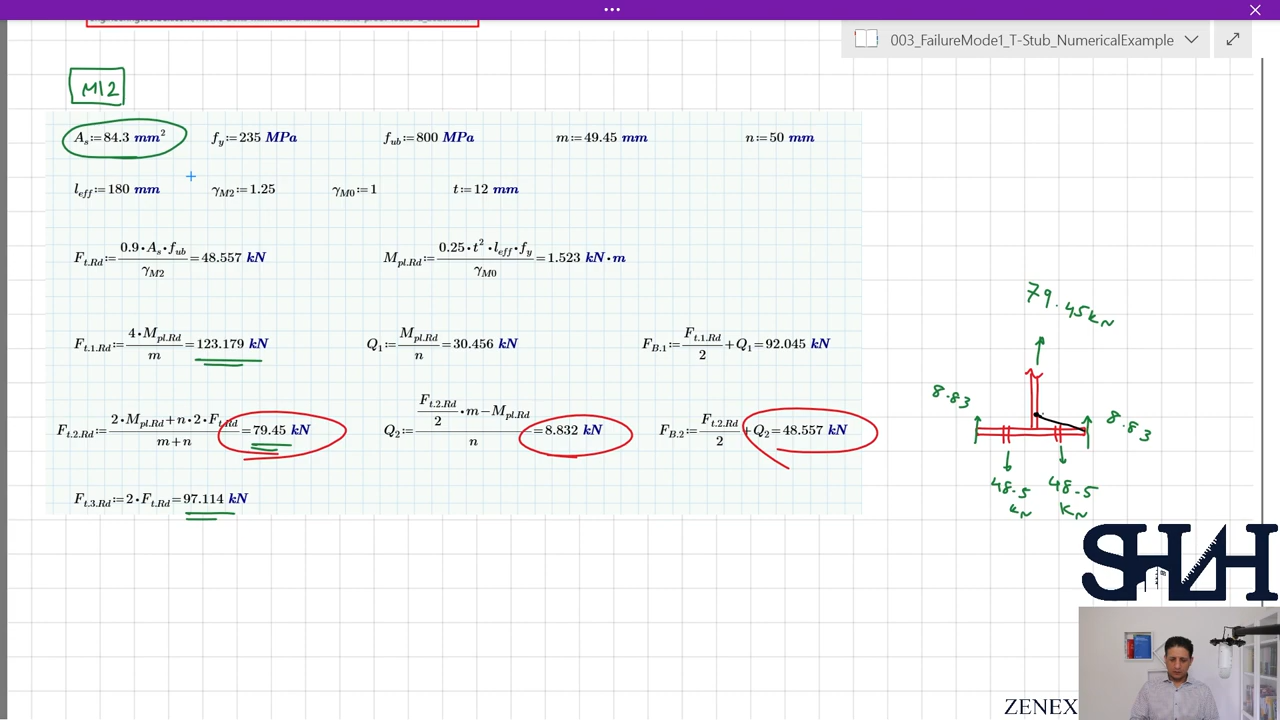 003_FailureMode1_T-Stub_NumericalExample
M12
A_s:=84.3 mm² f_y:=235 MPa f_ub:=800 MPa m:=49.45 mm n:=50 mm
l_eff:=180 mm γ_M2:=1.25 γ_M0:=1 t:=12 mm
F_t.Rd:=(0.9•A_s•f_ub)/γ_M2=48.557 kN M_pl.Rd:=(0.25•t²•l_eff•f_y)/γ_M0=1.523 kN•m
79.45 kN
F_t.1.Rd:=(4•M_pl.Rd)/m=123.179 kN Q_1:=M_pl.Rd/n=30.456 kN F_B.1:=F_t.1.Rd/2+Q_1=92.045 kN
F_t.2.Rd:=(2•M_pl.Rd+n•2•F_t.Rd)/(m+n)=79.45 kN Q_2:=(F_t.2.Rd/2•m-M_pl.Rd)/n=8.832 kN F_B.2:=F_t.2.Rd/2+Q_2=48.557 kN
8.83 8.83
F_t.3.Rd:=2•F_t.Rd=97.114 kN
48.5 kN 48.5 kN
SHZH
ZENEX